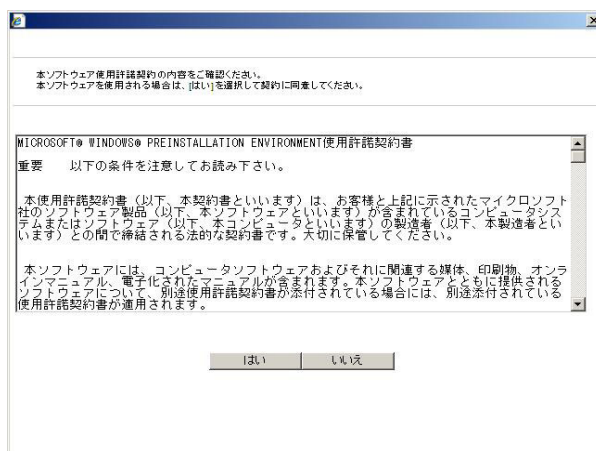 本ソフトウェア使用許諾契約の内容をご確認ください。
本ソフトウェアを使用される場合は、[はい]を選択して契約に同意してください。
MICROSOFT® WINDOWS® PREINSTALLATION ENVIRONMENT使用許諾契約書
重要　以下の条件を注意してお読み下さい。
本使用許諾契約書（以下、本契約書といいます）は、お客様と上記に示されたマイクロソフト
社のソフトウェア製品（以下、本ソフトウェアといいます）が含まれているコンピュータシス
テムまたはソフトウェア（以下、本コンピュータといいます）の製造者（以下、本製造者とい
います）との間で締結される法的な契約書です。大切に保管してください。
本ソフトウェアには、コンピュータソフトウェアおよびそれに関連する媒体、印刷物、オンラ
インマニュアル、電子化されたマニュアルが含まれます。本ソフトウェアとともに提供される
ソフトウェアについて、別途使用許諾契約書が添付されている場合には、別途添付されている
使用許諾契約書が適用されます。
はい いいえ